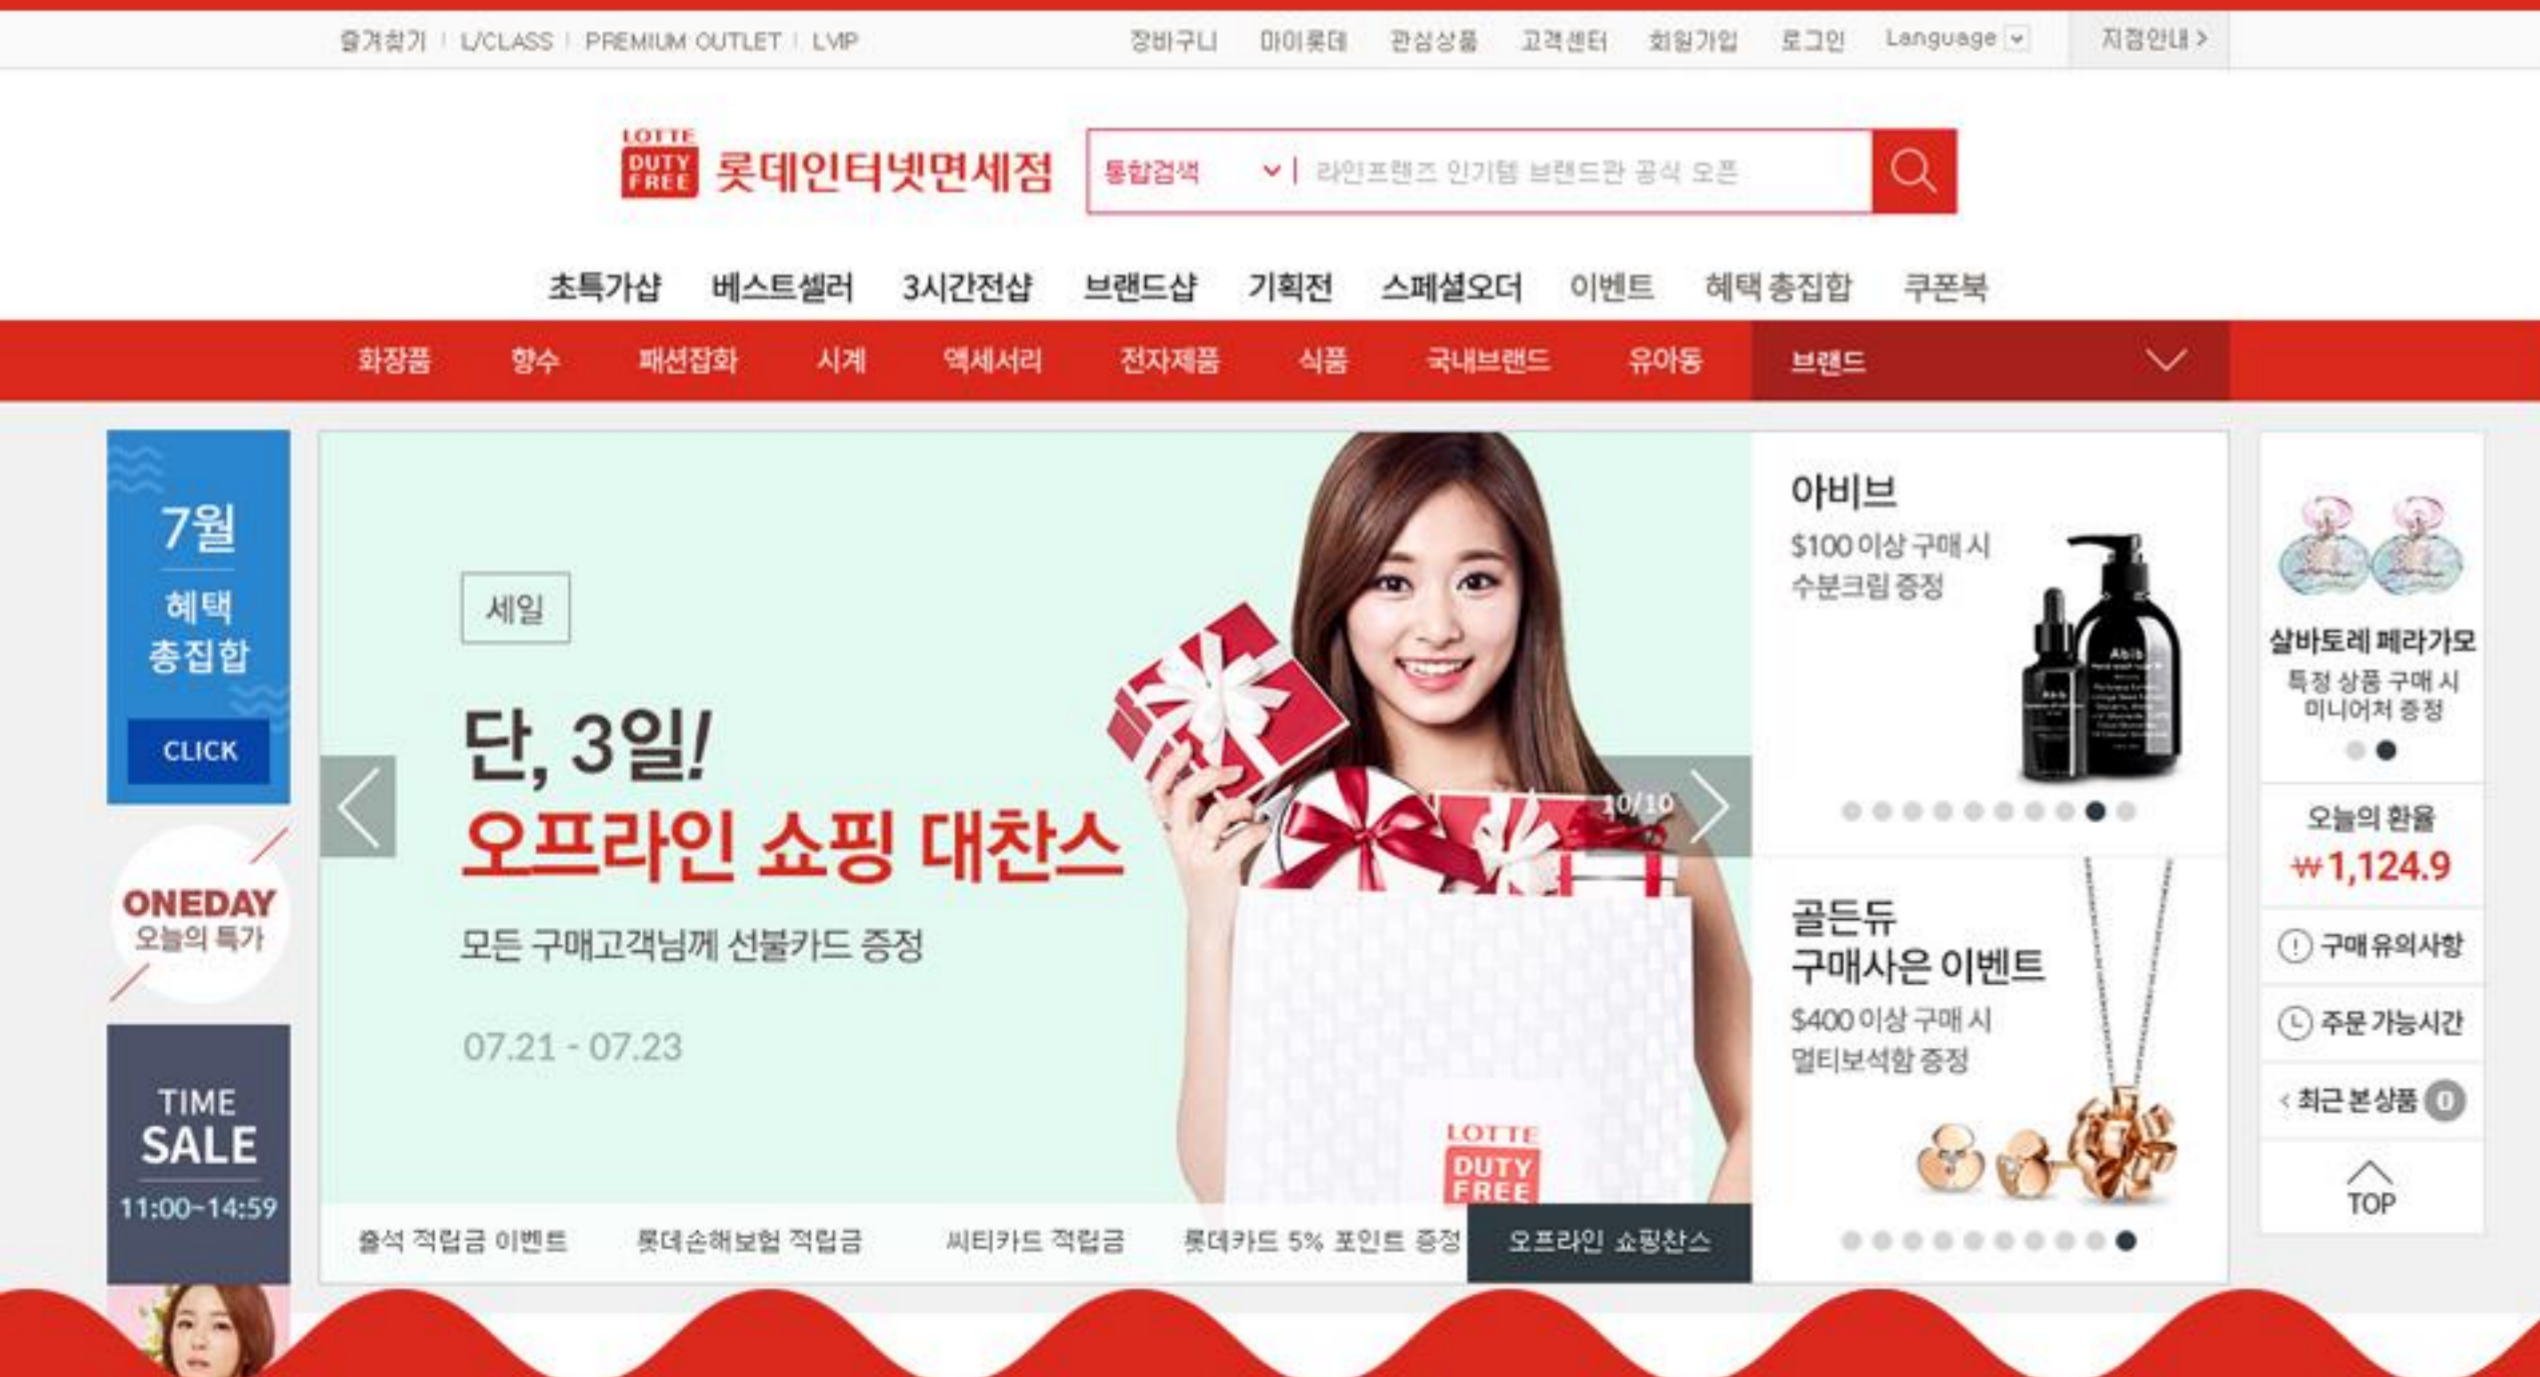 즐겨찾기 | L/CLASS | PREMIUM OUTLET | LVIP
장바구니 마이롯데 관심상품 고객센터 회원가입 로그인 Language 지점안내 >
LOTTE
DUTY
FREE
롯데인터넷면세점
통합검색 | 라인프렌즈 인기템 브랜드관 공식 오픈
초특가샵 베스트셀러 3시간전샵 브랜드샵 기획전 스페셜오더 이벤트 혜택 총집합 쿠폰북
화장품 향수 패션잡화 시계 액세서리 전자제품 식품 국내브랜드 유아동 브랜드
7월
혜택
총집합
CLICK
ONEDAY
오늘의 특가
TIME
SALE
11:00~14:59
세일
단, 3일!
오프라인 쇼핑 대찬스
모든 구매고객님께 선불카드 증정
07.21 - 07.23
10/10
LOTTE
DUTY
FREE
출석 적립금 이벤트 롯데손해보험 적립금 씨티카드 적립금 롯데카드 5% 포인트 증정 오프라인 쇼핑찬스
아비브
$100 이상 구매 시
수분크림 증정
Abib
골든듀
구매사은 이벤트
$400 이상 구매 시
멀티보석함 증정
살바토레 페라가모
특정 상품 구매 시
미니어처 증정
오늘의 환율
₩1,124.9
구매 유의사항
주문 가능시간
< 최근 본 상품 0
TOP